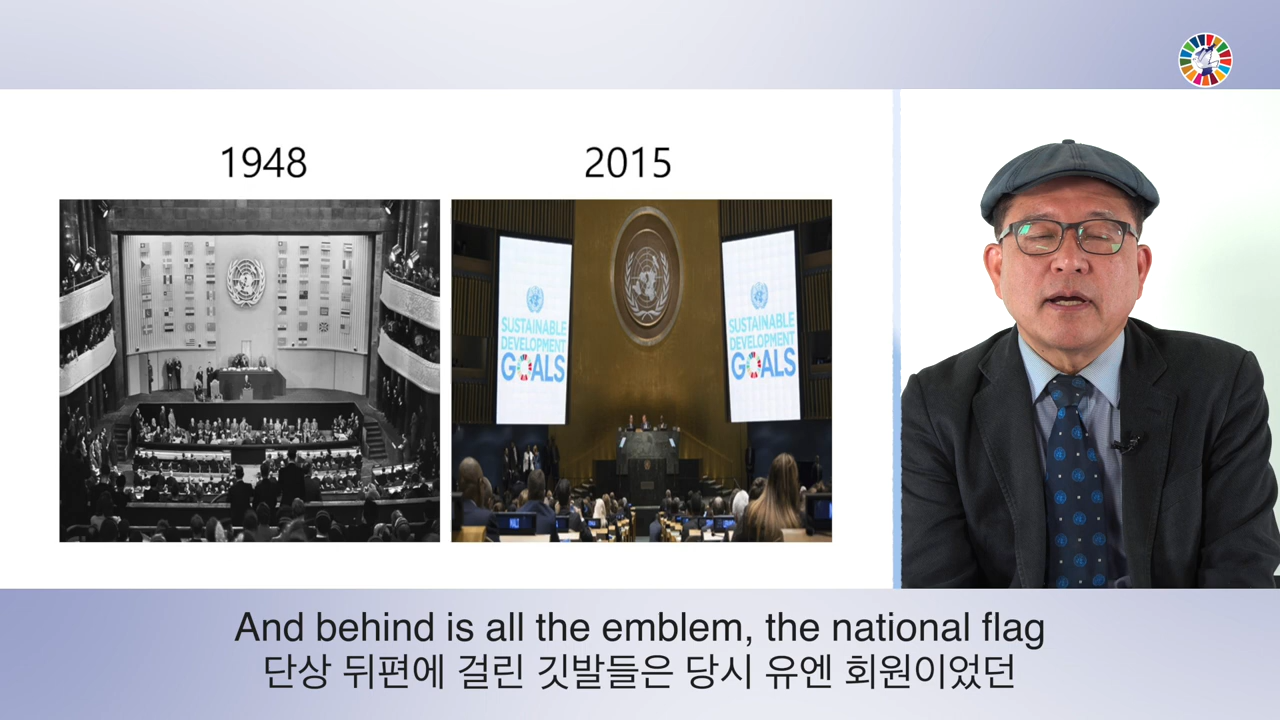 1948
2015
SUSTAINABLE
DEVELOPMENT
GOALS
SUSTAINABLE
DEVELOPMENT
GOALS
MALI
And behind is all the emblem, the national flag
단상 뒤편에 걸린 깃발들은 당시 유엔 회원이었던